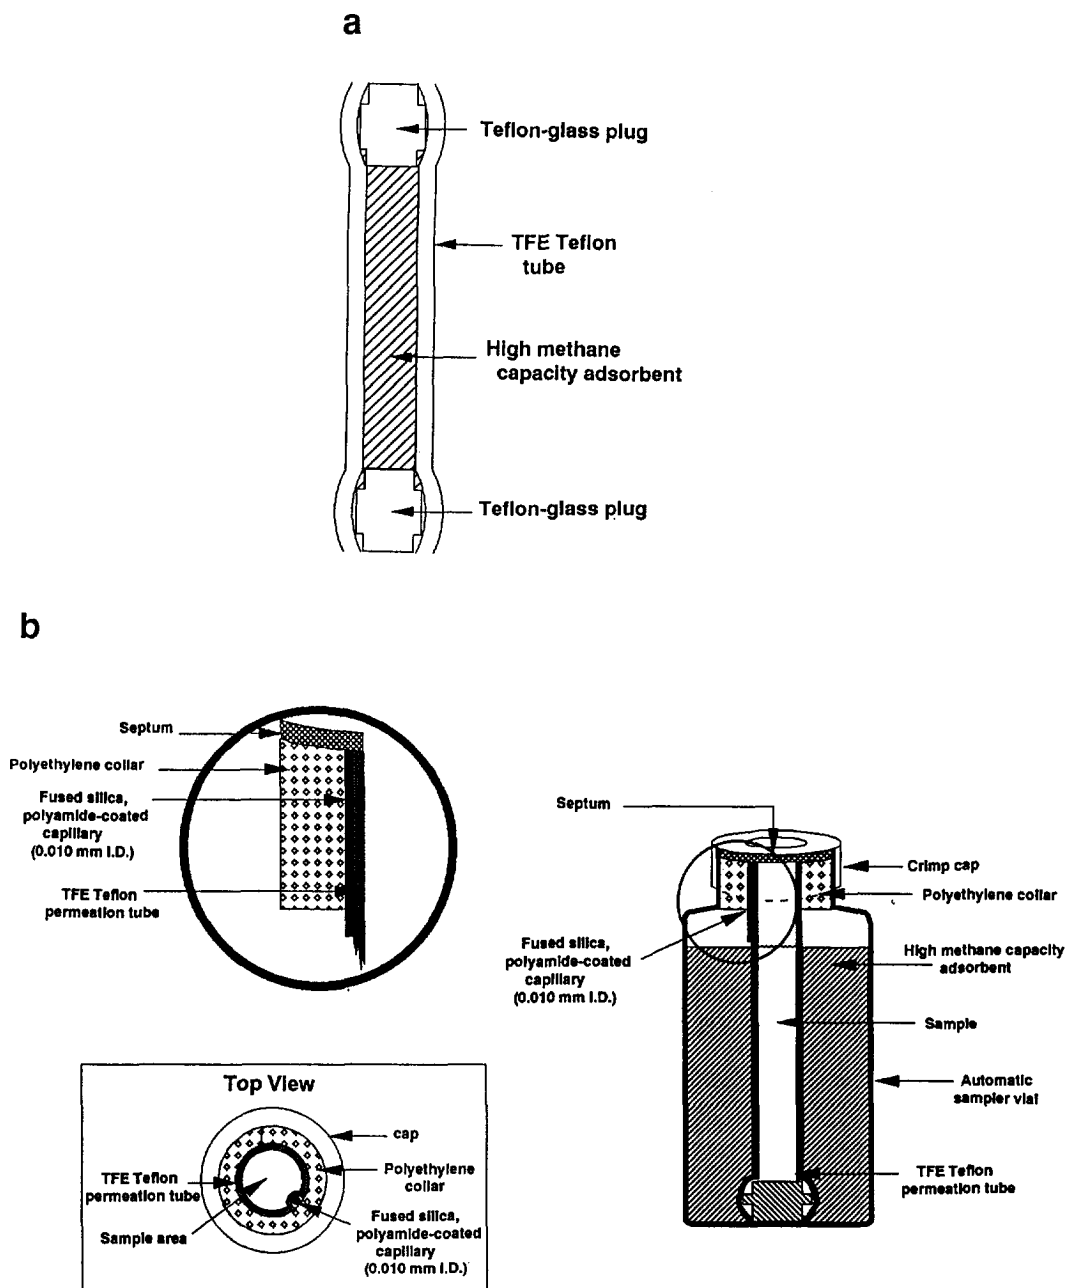 a
Teflon-glass plug
TFE Teflon
tube
High methane
capacity adsorbent
Teflon-glass plug
b
Septum
Polyethylene collar
Fused silica,
polyamide-coated
capillary
(0.010 mm I.D.)
TFE Teflon
permeation tube
Septum
Crimp cap
Polyethylene collar
Fused silica,
polyamide-coated
capillary
(0.010 mm I.D.)
High methane capacity
adsorbent
Sample
Automatic
sampler vial
TFE Teflon
permeation tube
Top View
cap
TFE Teflon
permeation tube
Polyethylene
collar
Sample area
Fused silica,
polyamide-coated
capillary
(0.010 mm I.D.)